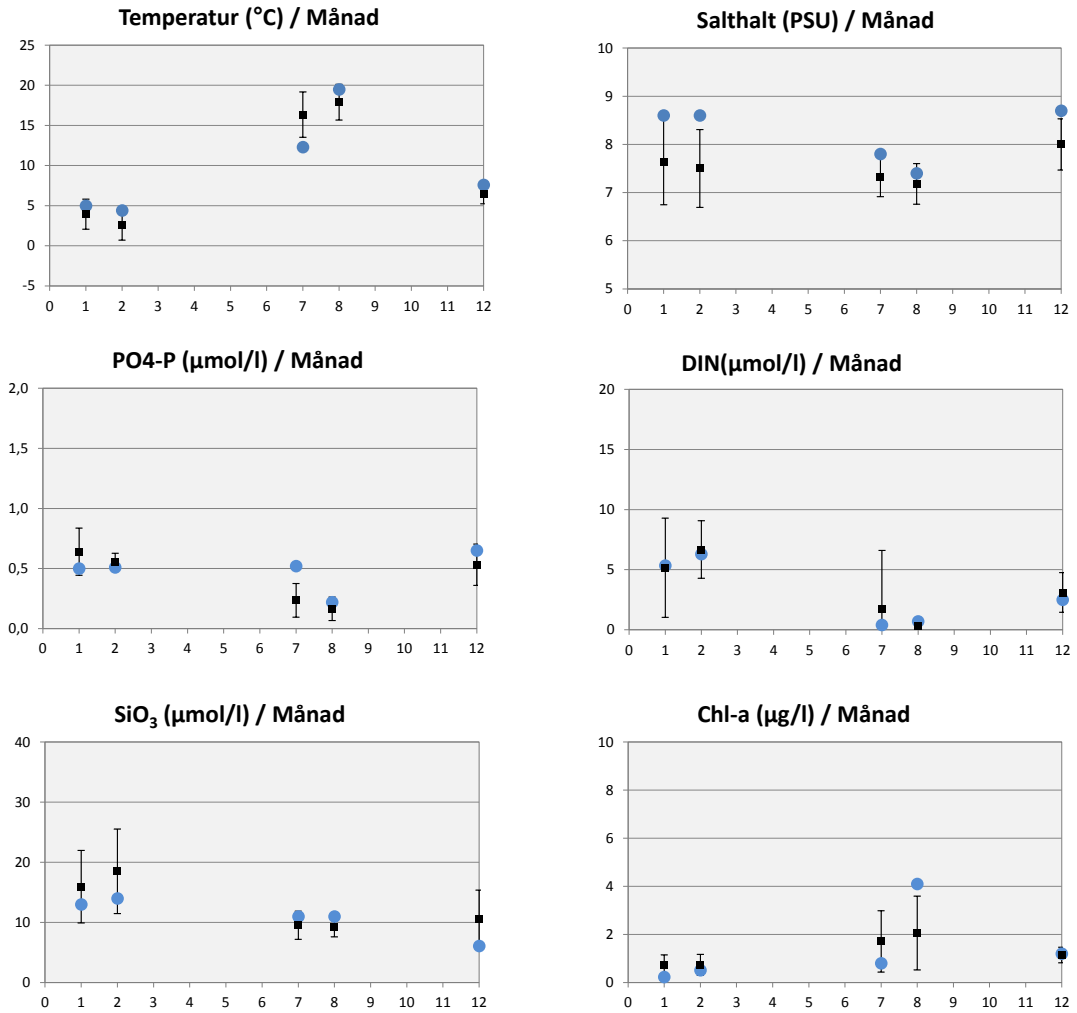 Temperatur (°C) / Månad
25
20
15
10
5
0
-5
0 1 2 3 4 5 6 7 8 9 10 11 12
Salthalt (PSU) / Månad
10
9
8
7
6
5
0 1 2 3 4 5 6 7 8 9 10 11 12
PO4-P (µmol/l) / Månad
2,0
1,5
1,0
0,5
0,0
0 1 2 3 4 5 6 7 8 9 10 11 12
DIN(µmol/l) / Månad
20
15
10
5
0
0 1 2 3 4 5 6 7 8 9 10 11 12
SiO₃ (µmol/l) / Månad
40
30
20
10
0
0 1 2 3 4 5 6 7 8 9 10 11 12
Chl-a (µg/l) / Månad
10
8
6
4
2
0
0 1 2 3 4 5 6 7 8 9 10 11 12